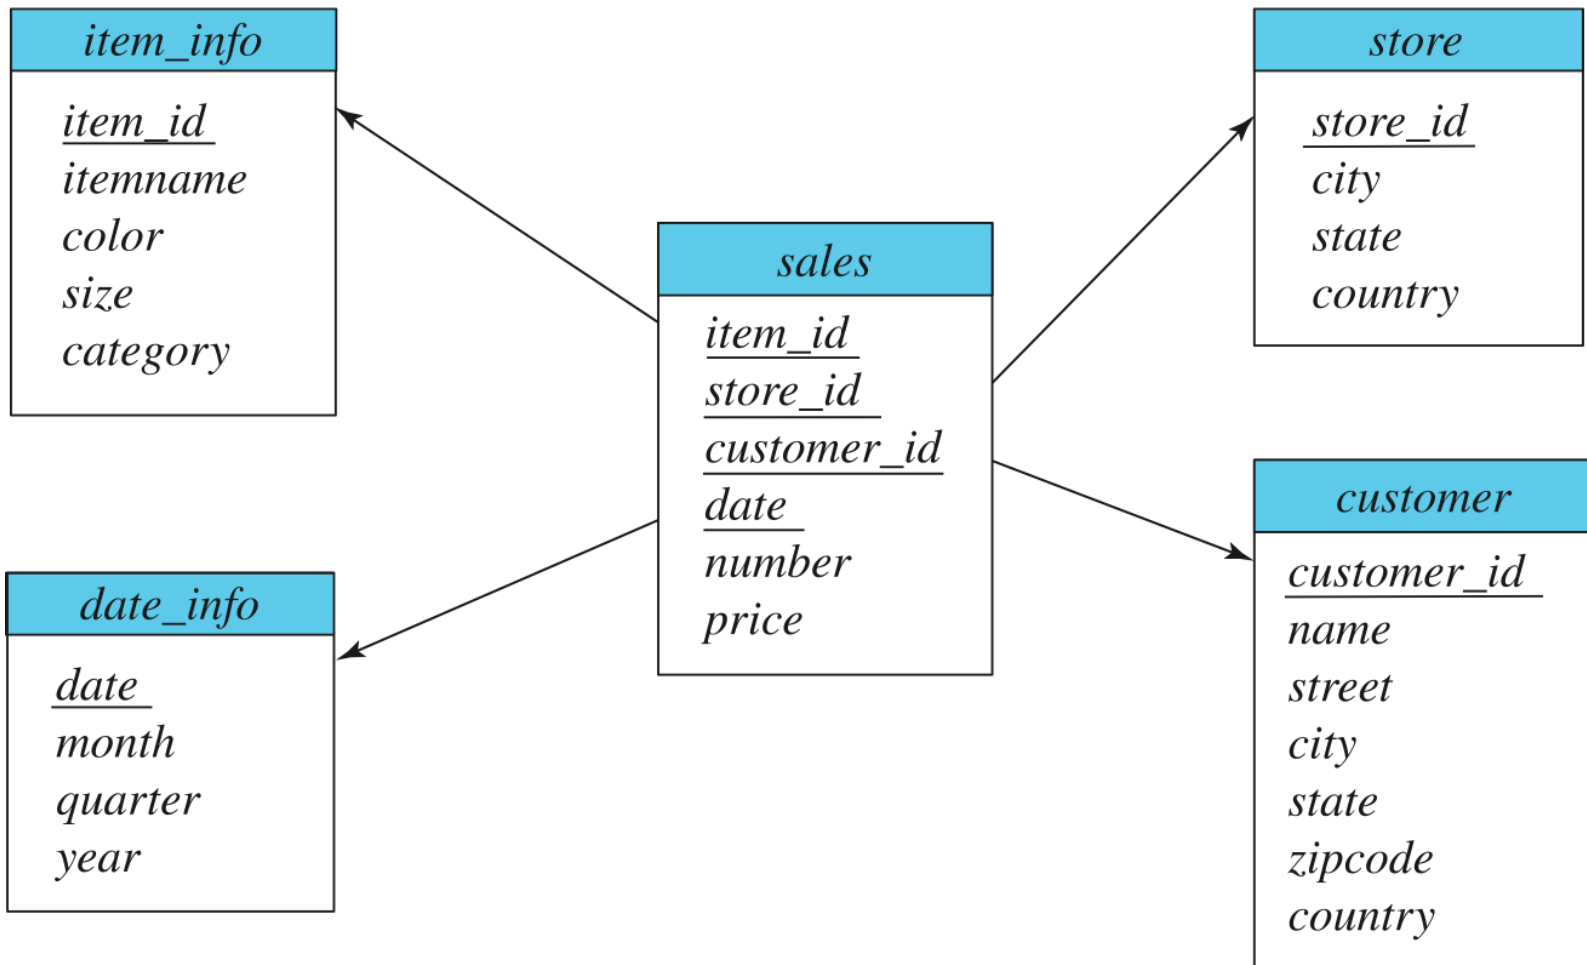 item_info
item_id
itemname
color
size
category
store
store_id
city
state
country
sales
item_id
store_id
customer_id
date
number
price
date_info
date
month
quarter
year
customer
customer_id
name
street
city
state
zipcode
country